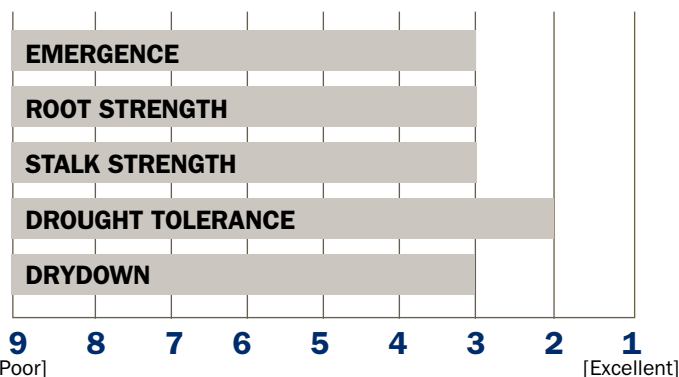 EMERGENCE
ROOT STRENGTH
STALK STRENGTH
DROUGHT TOLERANCE
DRYDOWN
9 8 7 6 5 4 3 2 1
Poor] [Excellent]